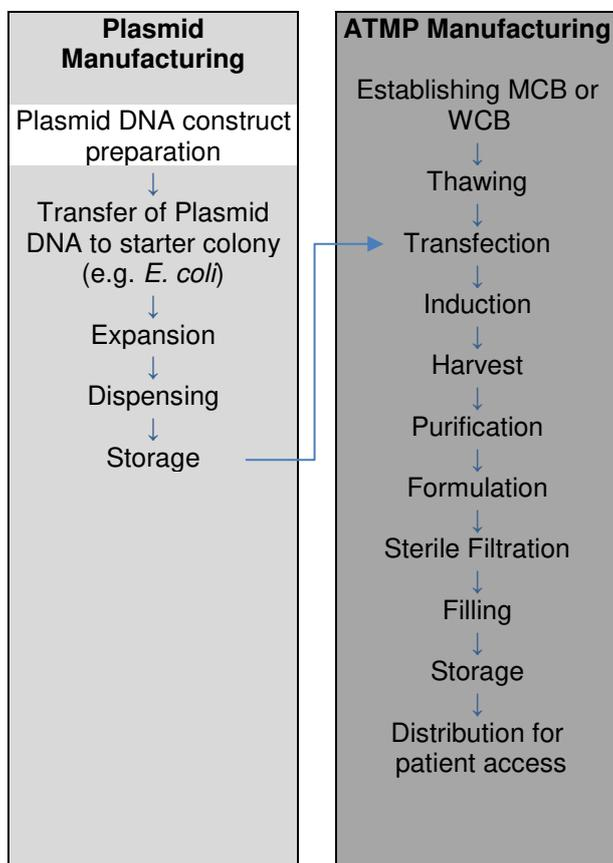 Plasmid
Manufacturing
Plasmid DNA construct
preparation
↓
Transfer of Plasmid
DNA to starter colony
(e.g. E. coli)
↓
Expansion
↓
Dispensing
↓
Storage
ATMP Manufacturing
Establishing MCB or
WCB
↓
Thawing
↓
Transfection
↓
Induction
↓
Harvest
↓
Purification
↓
Formulation
↓
Sterile Filtration
↓
Filling
↓
Storage
↓
Distribution for
patient access